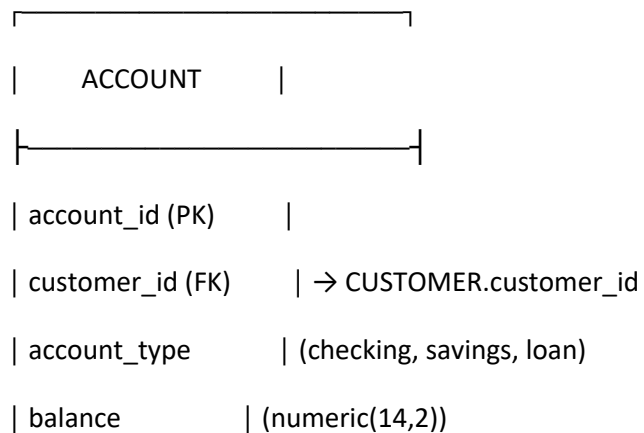 ┌──────────────────────────┐
|        ACCOUNT        |
├──────────────────────────┤
| account_id (PK)        |
| customer_id (FK)       | → CUSTOMER.customer_id
| account_type          | (checking, savings, loan)
| balance            | (numeric(14,2))